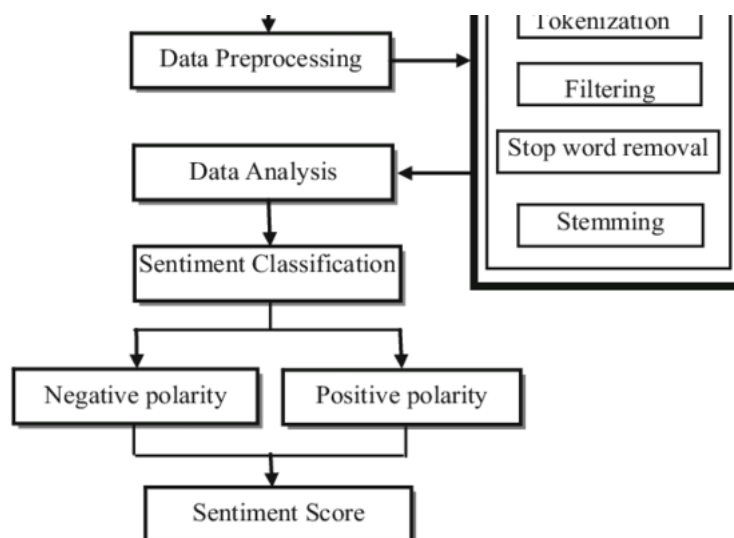 Tokenization
Data Preprocessing
Filtering
Stop word removal
Data Analysis
Stemming
Sentiment Classification
Negative polarity
Positive polarity
Sentiment Score